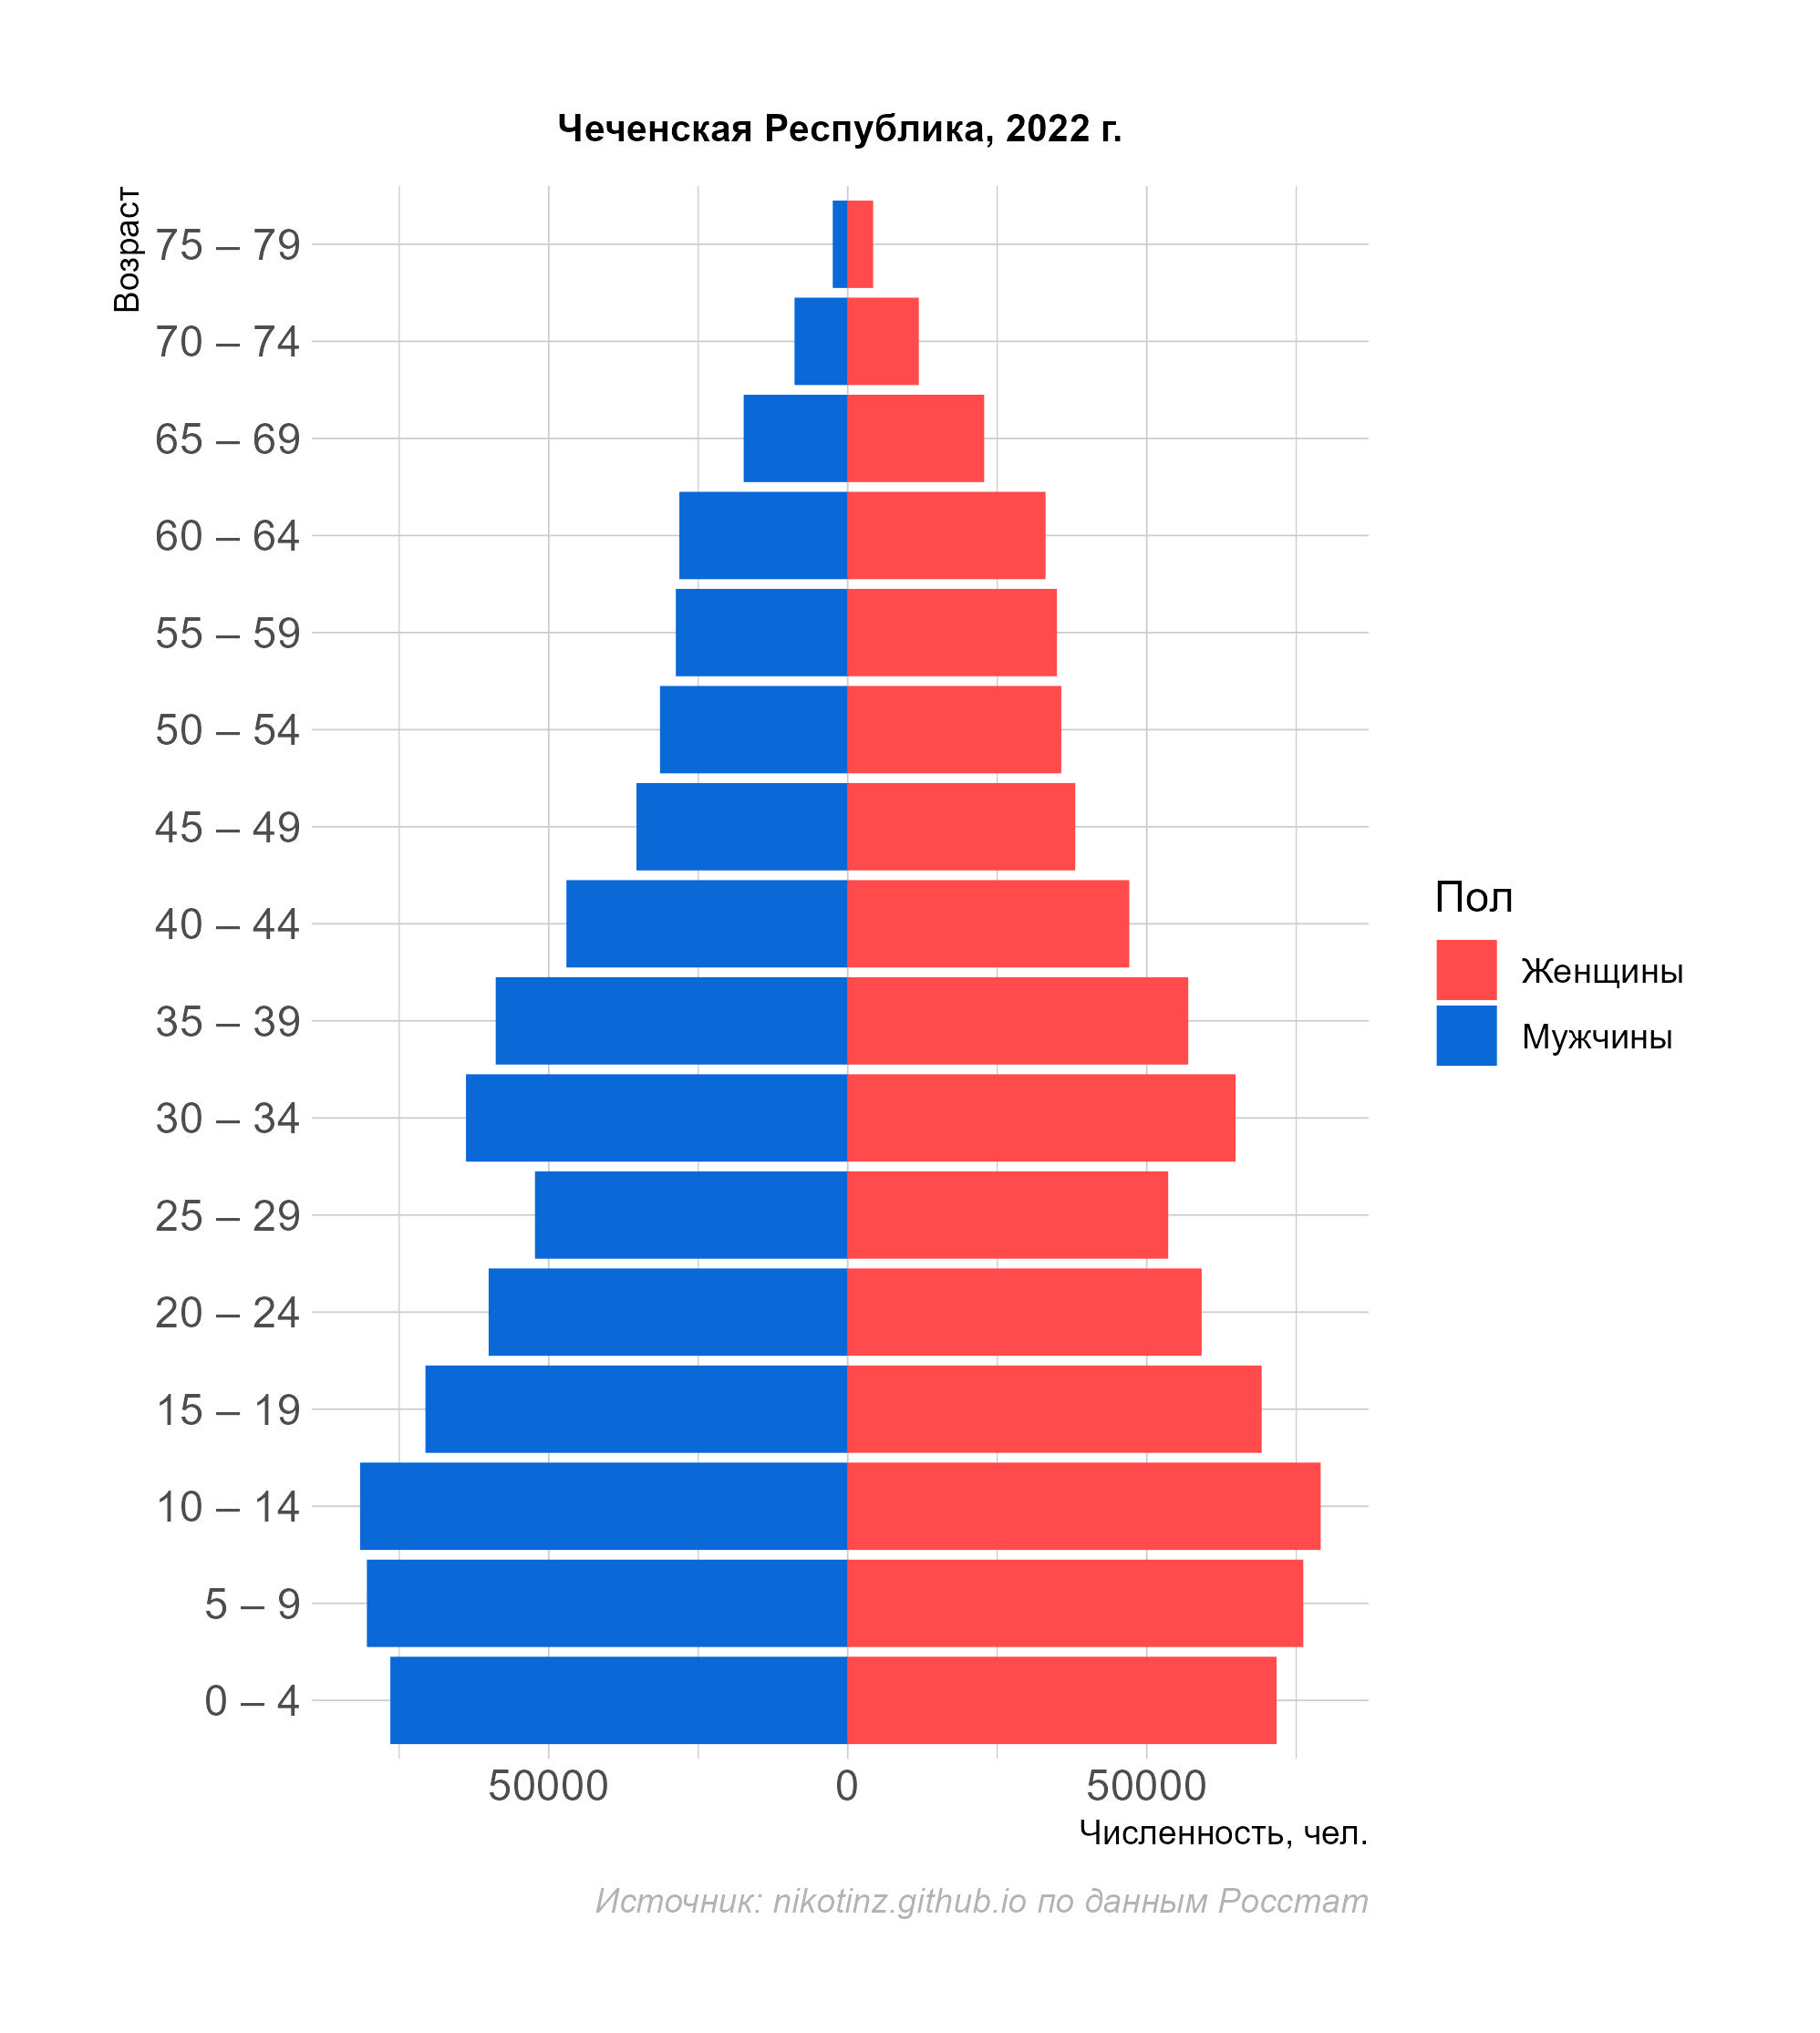 Чеченская Республика, 2022 г.
Возраст
75 – 79
70 – 74
65 – 69
60 – 64
55 – 59
50 – 54
45 – 49
40 – 44
35 – 39
30 – 34
25 – 29
20 – 24
15 – 19
10 – 14
5 – 9
0 – 4
50000 0 50000
Численность, чел.
Пол
Женщины
Мужчины
Источник: nikotinz.github.io по данным Росстат